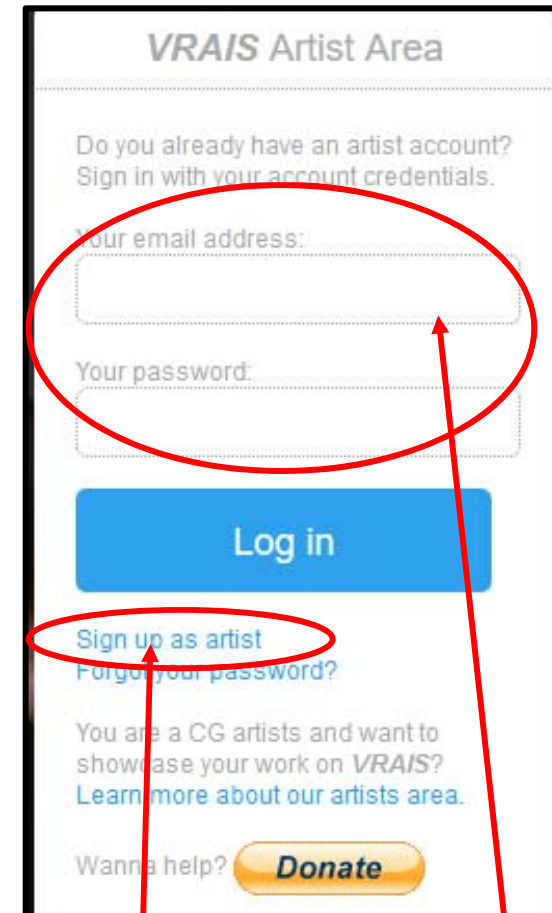 VRAIS Artist Area
Do you already have an artist account?
Sign in with your account credentials.
Your email address:
Your password:
Log in
Sign up as artist
Forgot your password?
You are a CG artists and want to
showcase your work on VRAIS?
Learn more about our artists area.
Wanna help? Donate